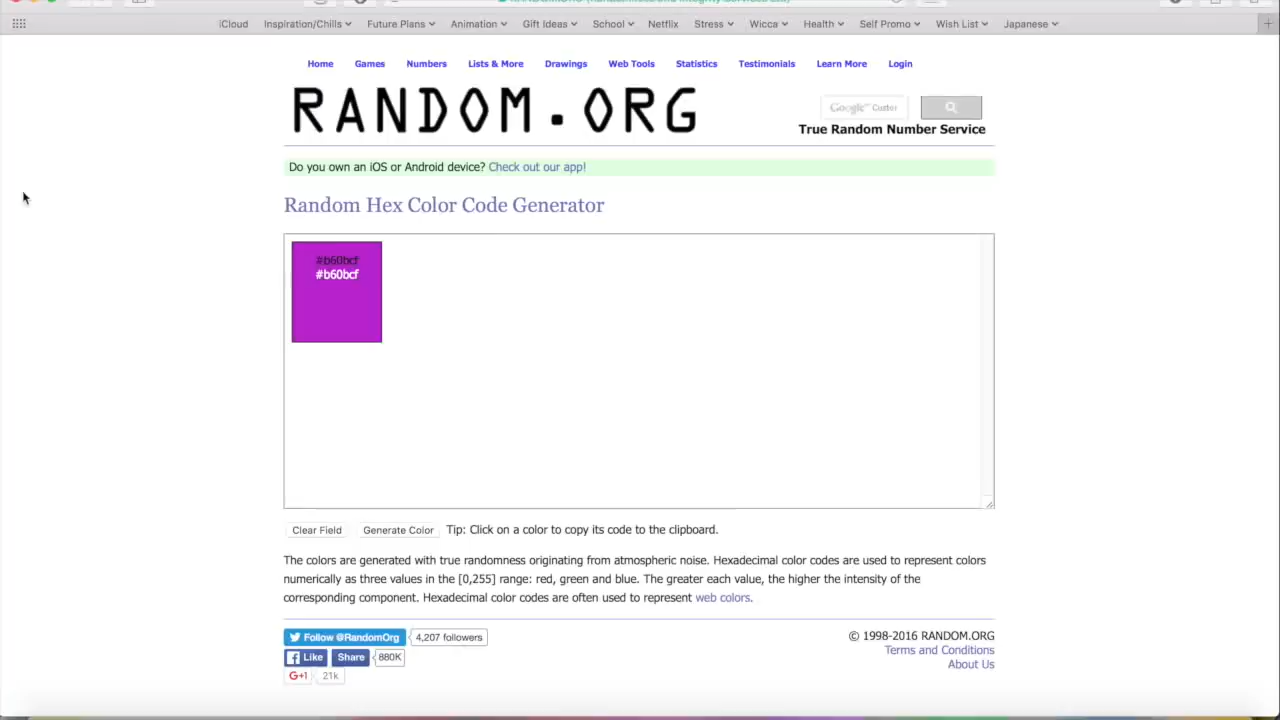 iCloud Inspiration/Chills Future Plans Animation Gift Ideas School Netflix Stress Wicca Health Self Promo Wish List Japanese
Home Games Numbers Lists & More Drawings Web Tools Statistics Testimonials Learn More Login
RANDOM.ORG
Google Custor
True Random Number Service
Do you own an iOS or Android device? Check out our app!
Random Hex Color Code Generator
#b60bcf
#b60bcf
Clear Field Generate Color Tip: Click on a color to copy its code to the clipboard.
The colors are generated with true randomness originating from atmospheric noise. Hexadecimal color codes are used to represent colors
numerically as three values in the [0,255] range: red, green and blue. The greater each value, the higher the intensity of the
corresponding component. Hexadecimal color codes are often used to represent web colors.
Follow @RandomOrg 4,207 followers
Like Share 880K
G+1 21k
© 1998-2016 RANDOM.ORG
Terms and Conditions
About Us